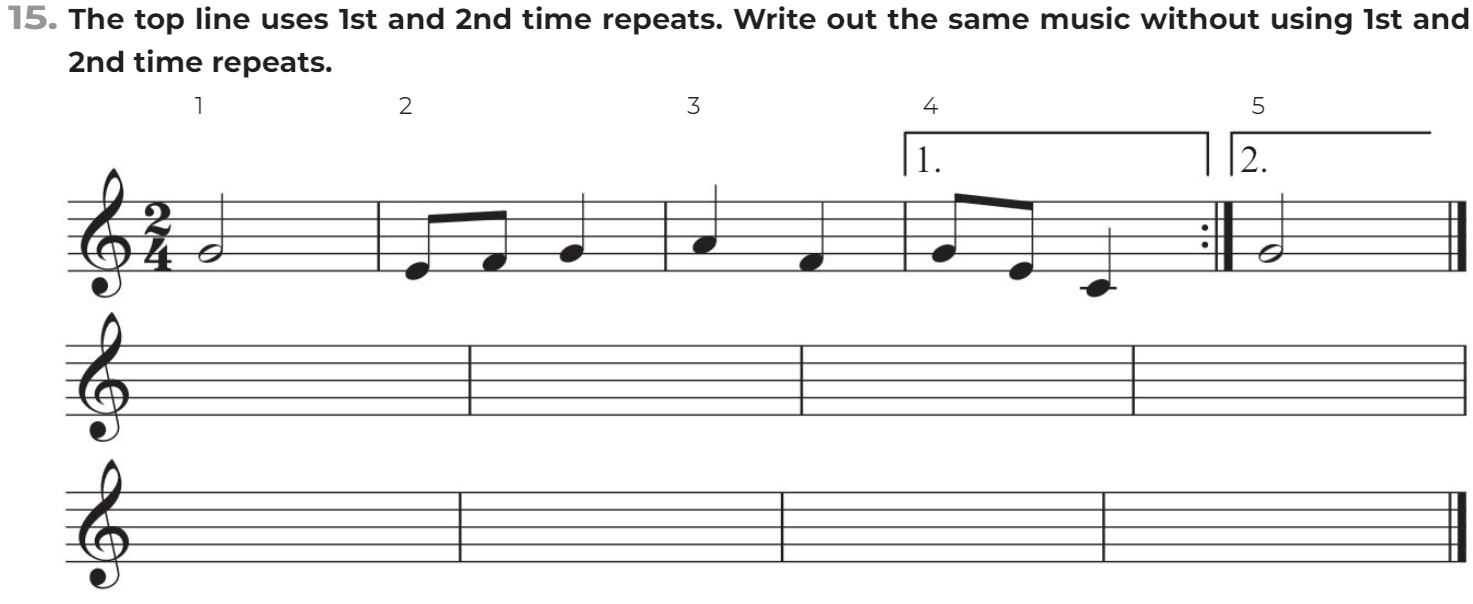 15. The top line uses 1st and 2nd time repeats. Write out the same music without using 1st and
2nd time repeats.
1 2 3 4 5
1. 2.
2
4